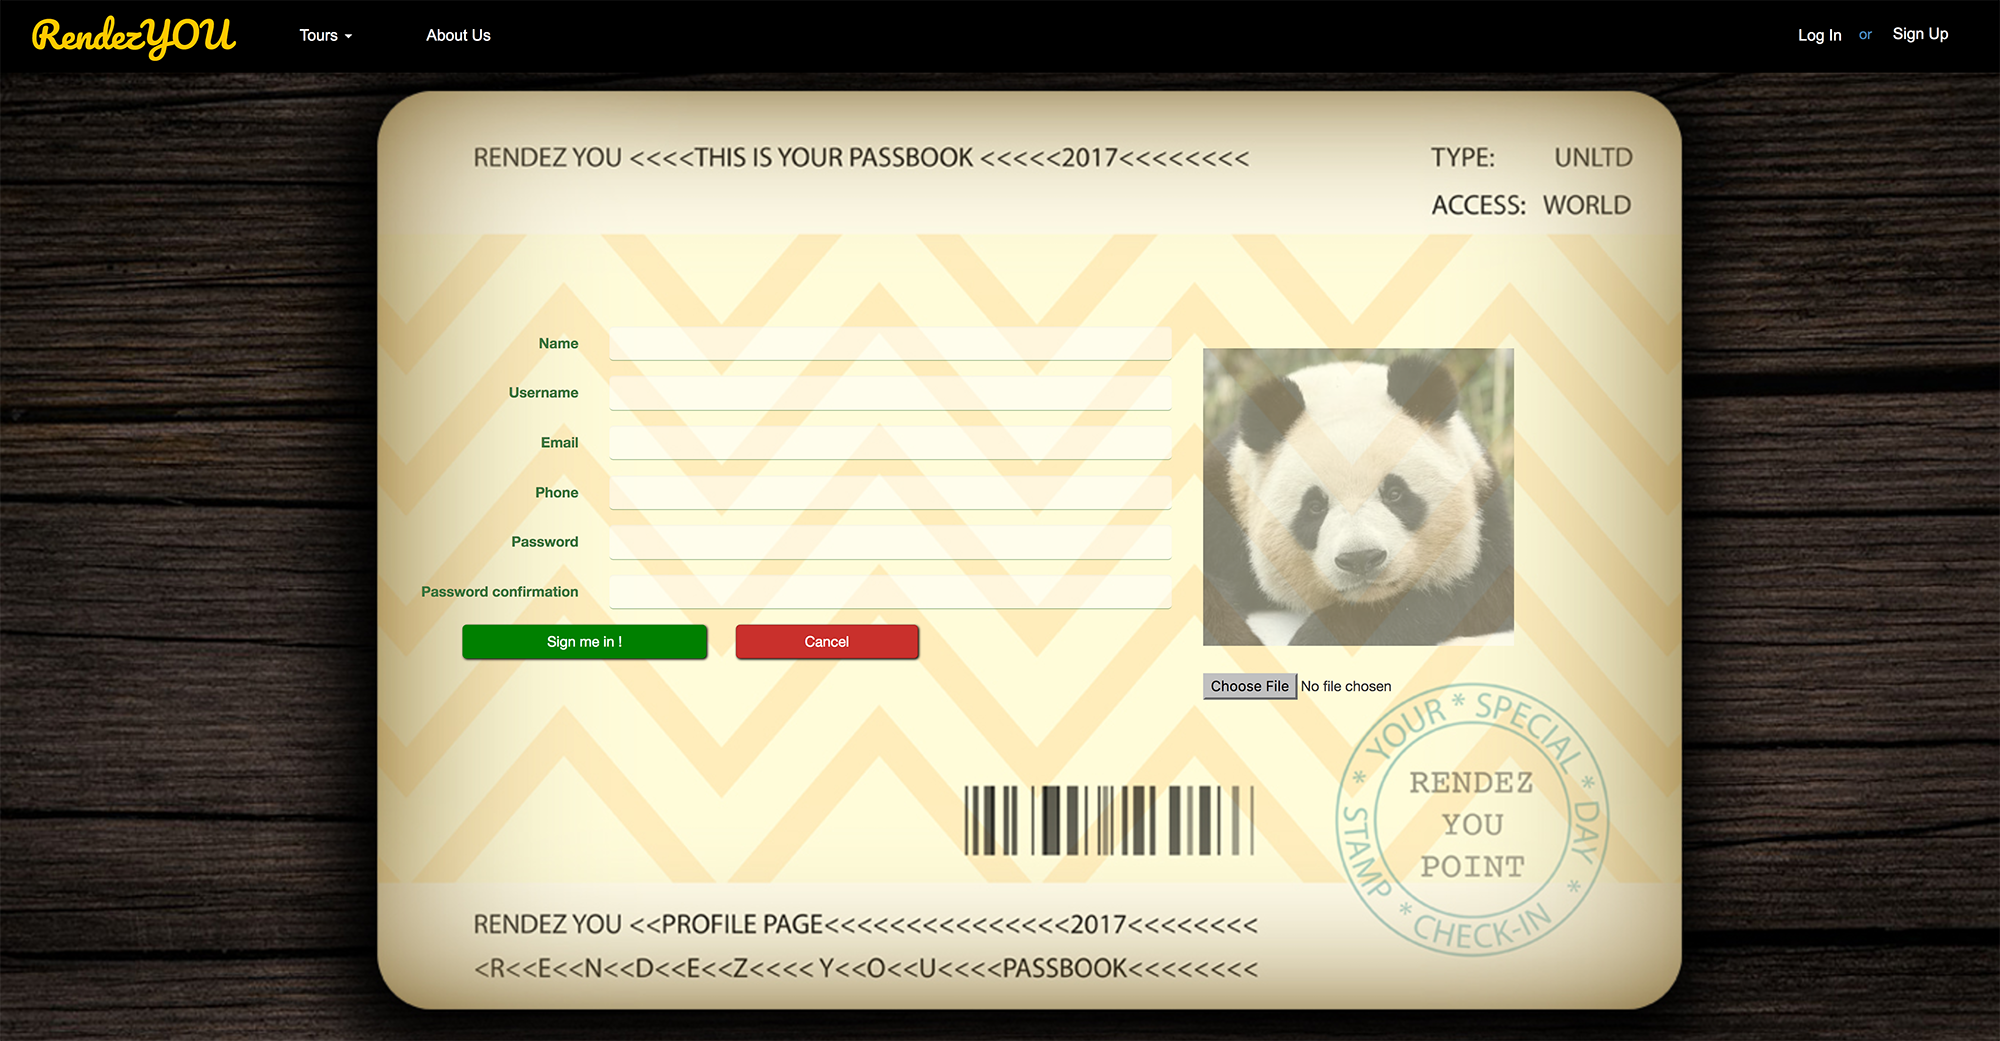 RendezYOU Tours About Us Log In or Sign Up
RENDEZ YOU <<<<THIS IS YOUR PASSBOOK <<<<<2017<<<<<<<<
TYPE: UNLTD
ACCESS: WORLD
Name
Username
Email
Phone
Password
Password confirmation
Sign me in !
Cancel
Choose File No file chosen
* YOUR * SPECIAL * DAY * CHECK-IN * STAMP
RENDEZ
YOU
POINT
RENDEZ YOU <<PROFILE PAGE<<<<<<<<<<<<<<<2017<<<<<<<<
<R<<E<<N<<D<<E<<Z<<<< Y<<O<<U<<<<PASSBOOK<<<<<<<<